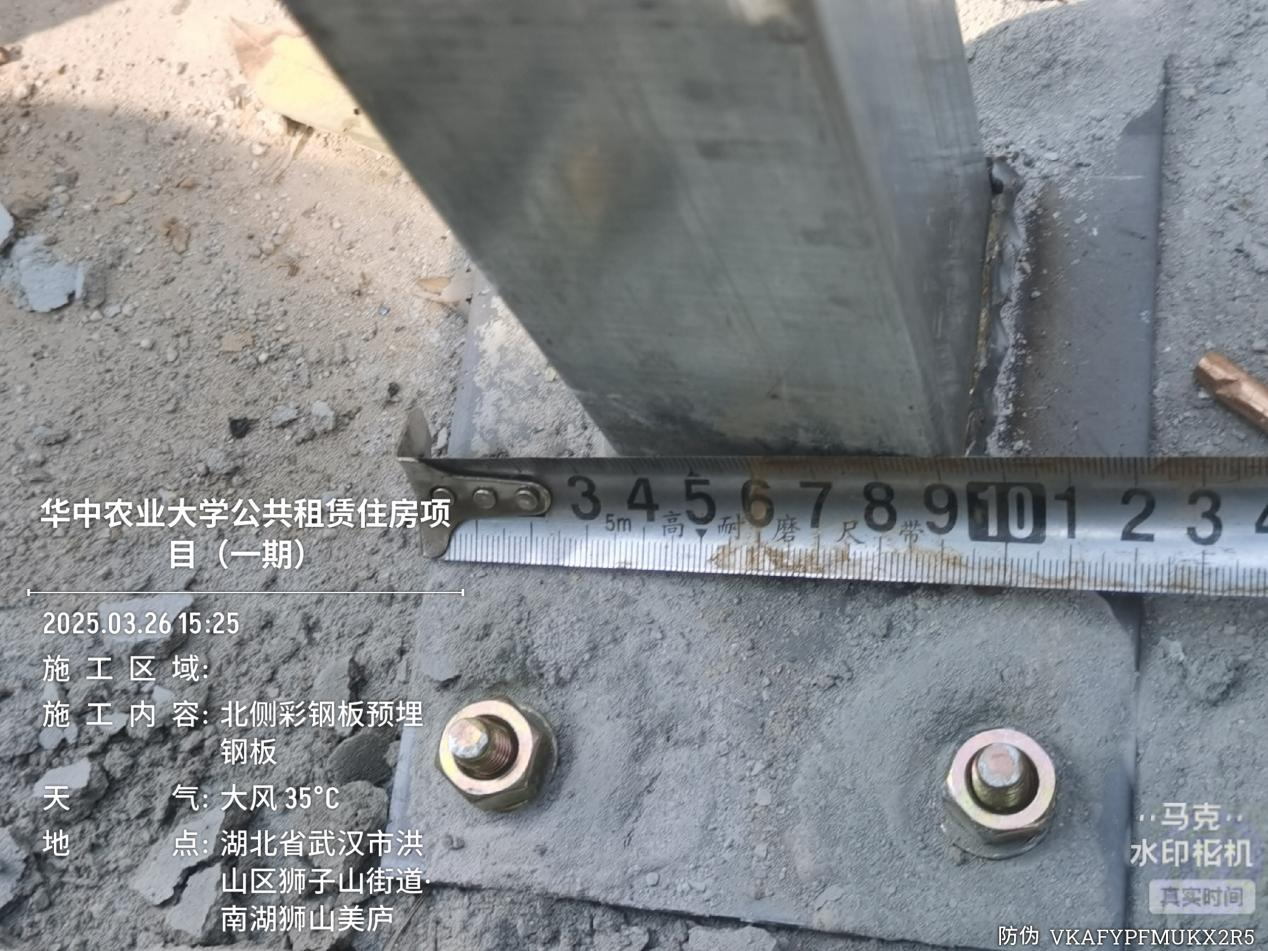 3 4 5 6 7 8 9 10 1 2 3 4
5m 高 耐 磨 尺 带
华中农业大学公共租赁住房项
目（一期）
2025.03.26 15:25
施工区域:
施工内容: 北侧彩钢板预埋
钢板
天气: 大风 35°C
地点: 湖北省武汉市洪
山区狮子山街道·
南湖狮山美庐
马克
水印相机
真实时间
防伪 VKAFYPFMUKX2R5